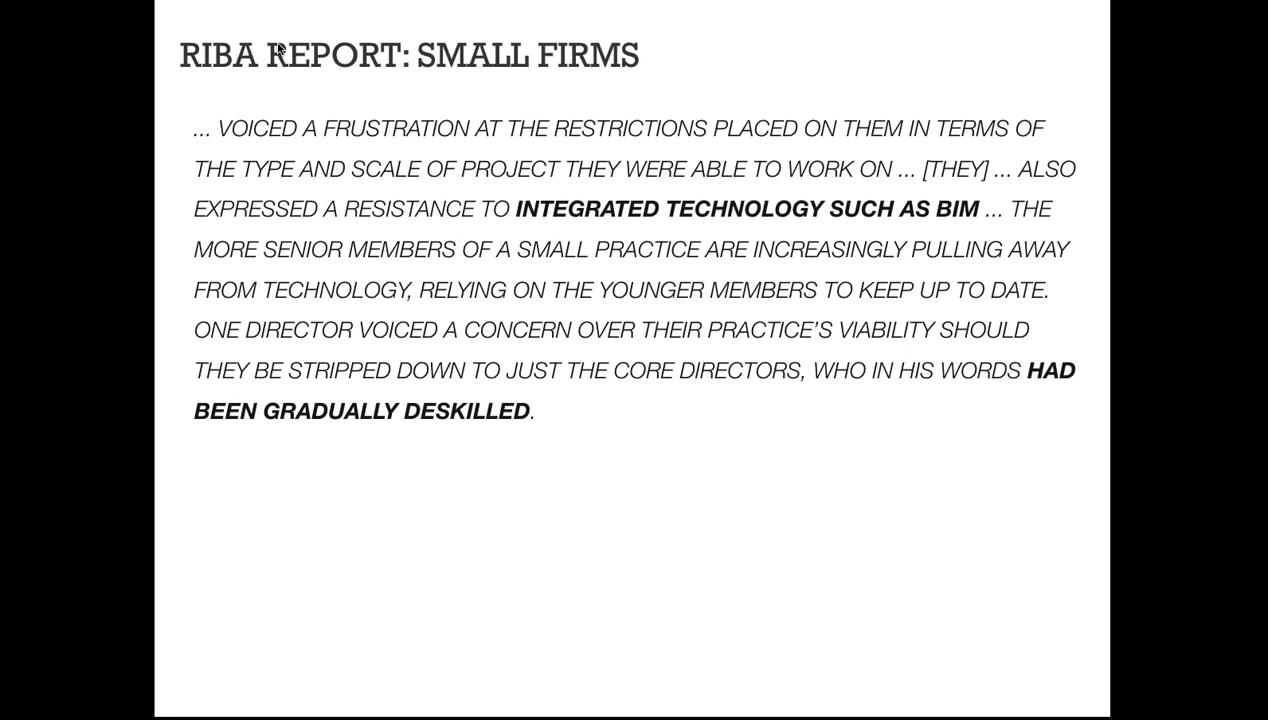 RIBA REPORT: SMALL FIRMS
... VOICED A FRUSTRATION AT THE RESTRICTIONS PLACED ON THEM IN TERMS OF
THE TYPE AND SCALE OF PROJECT THEY WERE ABLE TO WORK ON ... [THEY] ... ALSO
EXPRESSED A RESISTANCE TO INTEGRATED TECHNOLOGY SUCH AS BIM ... THE
MORE SENIOR MEMBERS OF A SMALL PRACTICE ARE INCREASINGLY PULLING AWAY
FROM TECHNOLOGY, RELYING ON THE YOUNGER MEMBERS TO KEEP UP TO DATE.
ONE DIRECTOR VOICED A CONCERN OVER THEIR PRACTICE’S VIABILITY SHOULD
THEY BE STRIPPED DOWN TO JUST THE CORE DIRECTORS, WHO IN HIS WORDS HAD
BEEN GRADUALLY DESKILLED.